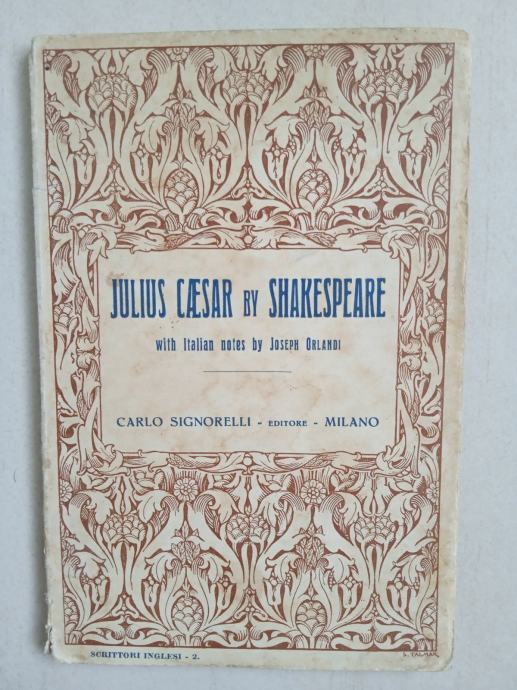 JULIUS CÆSAR BY SHAKESPEARE
with Italian notes by JOSEPH ORLANDI
CARLO SIGNORELLI - EDITORE - MILANO
SCRITTORI INGLESI - 2.